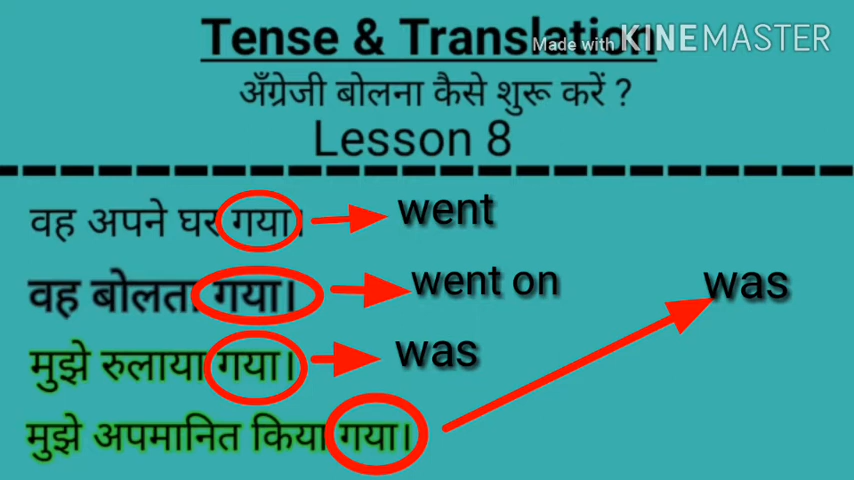 Tense & Translation
Made with KINEMASTER
अँग्रेजी बोलना कैसे शुरू करें ?
Lesson 8
वह अपने घर गया। went
वह बोलता गया। went on was
मुझे रुलाया गया। was
मुझे अपमानित किया गया।